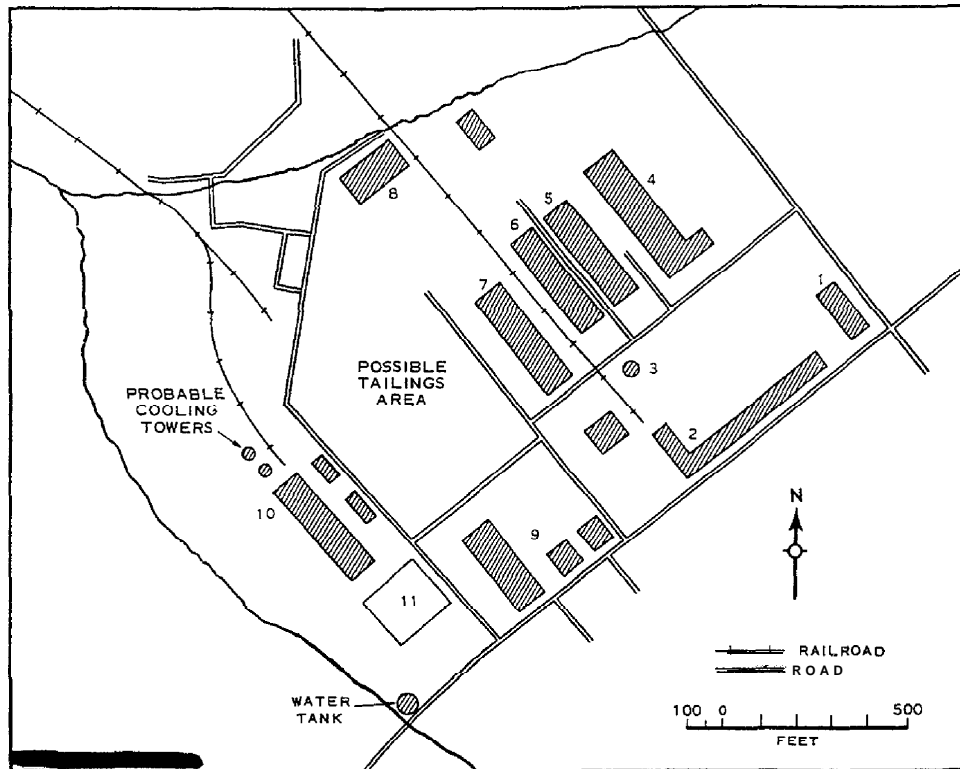 4
5
8
6
1
7
POSSIBLE
TAILINGS
AREA
3
PROBABLE
COOLING
TOWERS
2
10
9
N
11
RAILROAD
ROAD
WATER
TANK
100 0 500
FEET